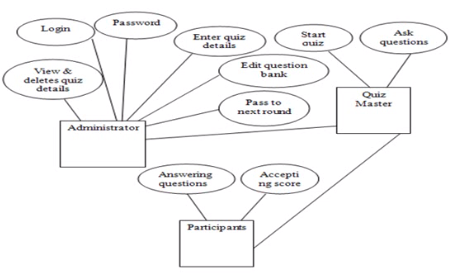 Login
Password
Enter quiz
details
Start
quiz
Ask
questions
View &
deletes quiz
details
Edit question
bank
Pass to
next round
Quiz
Master
Administrator
Answering
questions
Accepti
ng score
Participants